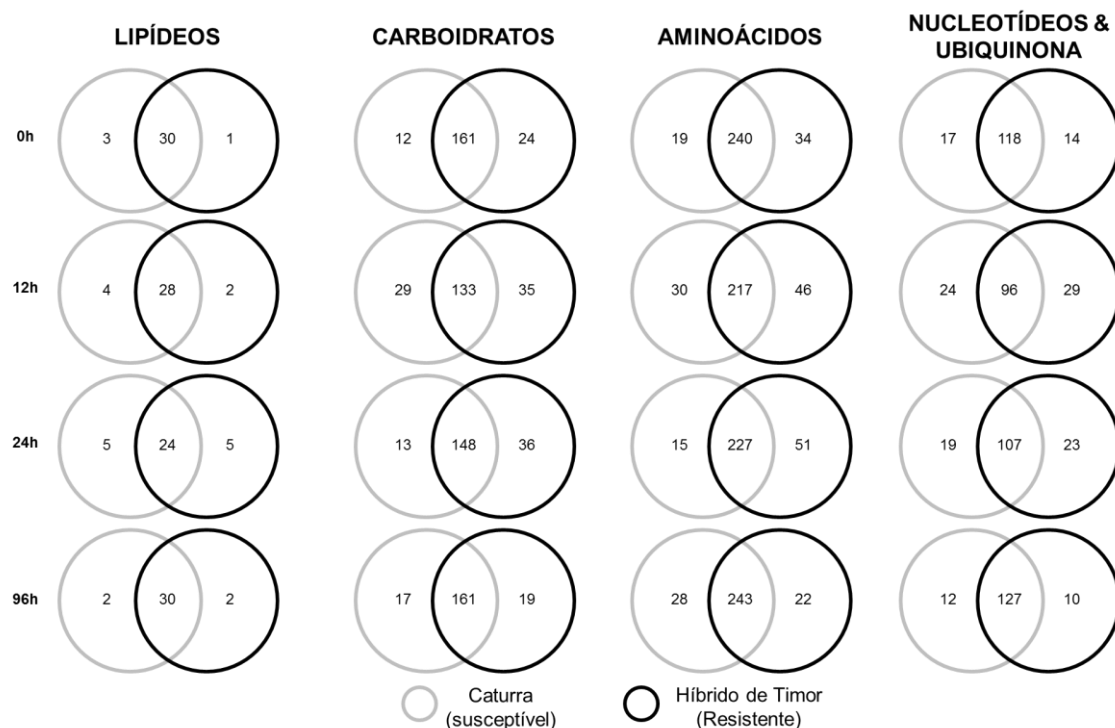 LIPÍDEOS CARBOIDRATOS AMINOÁCIDOS NUCLEOTÍDEOS &
UBIQUINONA
0h 3 30 1 12 161 24 19 240 34 17 118 14
12h 4 28 2 29 133 35 30 217 46 24 96 29
24h 5 24 5 13 148 36 15 227 51 19 107 23
96h 2 30 2 17 161 19 28 243 22 12 127 10
Caturra
(susceptível)
Híbrido de Timor
(Resistente)